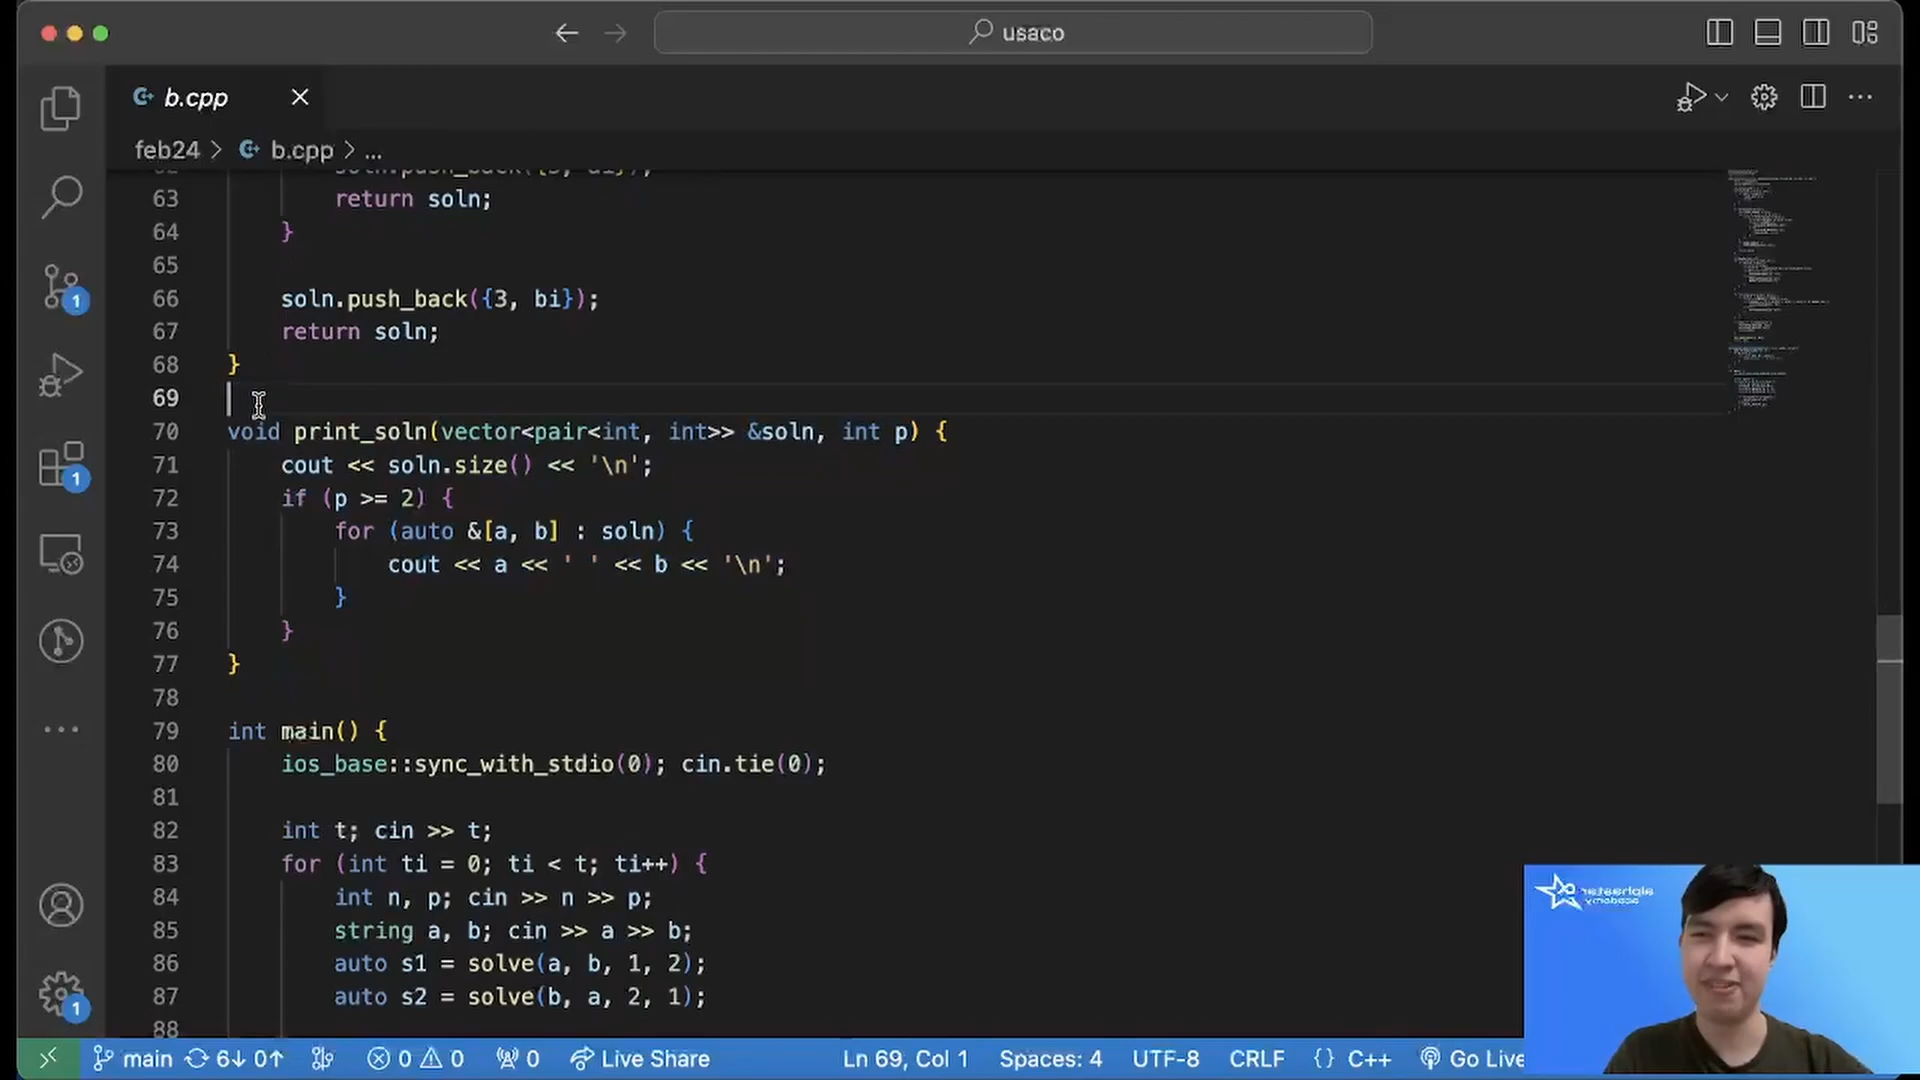 usaco
b.cpp
feb24 > b.cpp > ...
63 return soln;
64 }
65
66 soln.push_back({3, bi});
67 return soln;
68 }
69
70 void print_soln(vector<pair<int, int>> &soln, int p) {
71 cout << soln.size() << '\n';
72 if (p >= 2) {
73 for (auto &[a, b] : soln) {
74 cout << a << ' ' << b << '\n';
75 }
76 }
77 }
78
79 int main() {
80 ios_base::sync_with_stdio(0); cin.tie(0);
81
82 int t; cin >> t;
83 for (int ti = 0; ti < t; ti++) {
84 int n, p; cin >> n >> p;
85 string a, b; cin >> a >> b;
86 auto s1 = solve(a, b, 1, 2);
87 auto s2 = solve(b, a, 2, 1);
88
1
1
1
alphastar
academy
main 6↓ 0↑ 0 0 0 Live Share Ln 69, Col 1 Spaces: 4 UTF-8 CRLF {} C++ Go Live